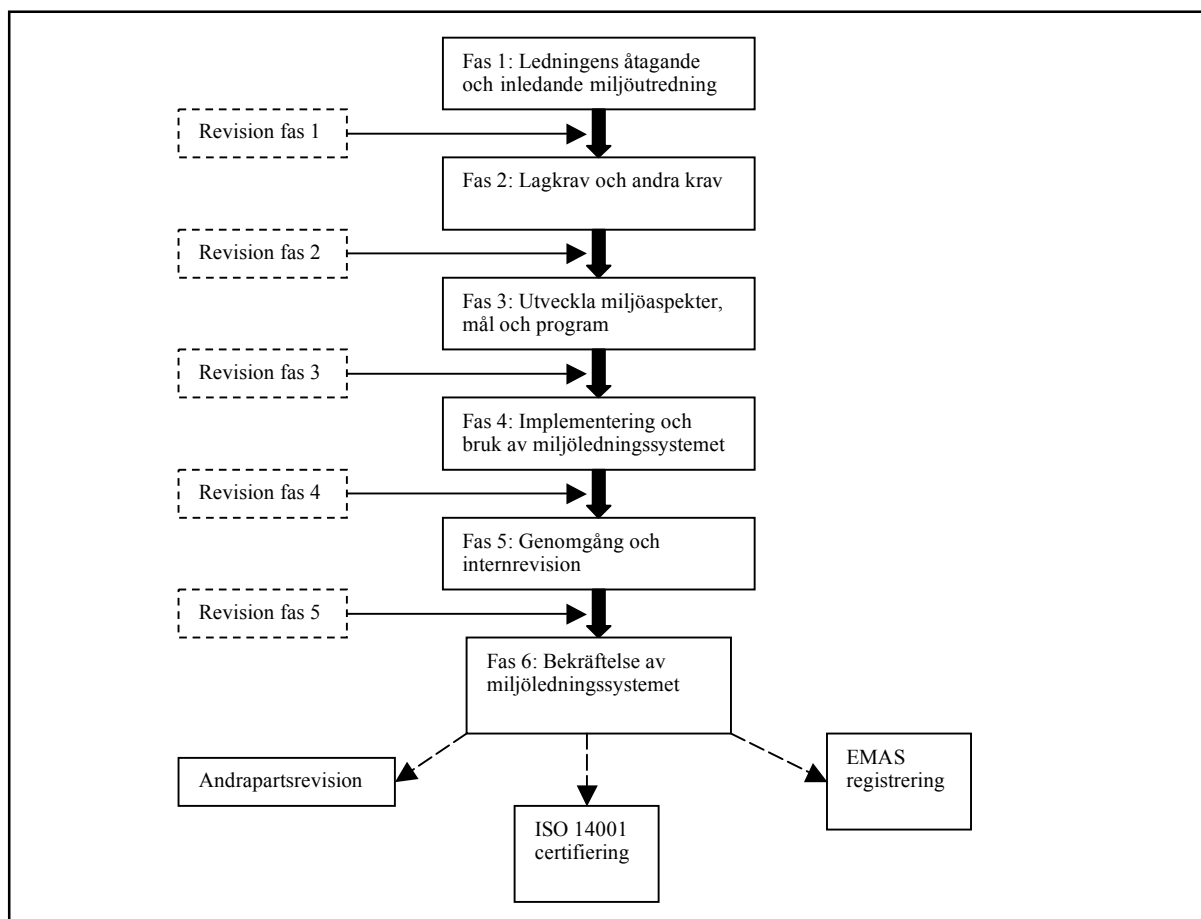 Fas 1: Ledningens åtagande
och inledande miljöutredning
Revision fas 1
Fas 2: Lagkrav och andra krav
Revision fas 2
Fas 3: Utveckla miljöaspekter,
mål och program
Revision fas 3
Fas 4: Implementering och
bruk av miljöledningssystemet
Revision fas 4
Fas 5: Genomgång och
internrevision
Revision fas 5
Fas 6: Bekräftelse av
miljöledningssystemet
Andrapartsrevision
ISO 14001
certifiering
EMAS
registrering